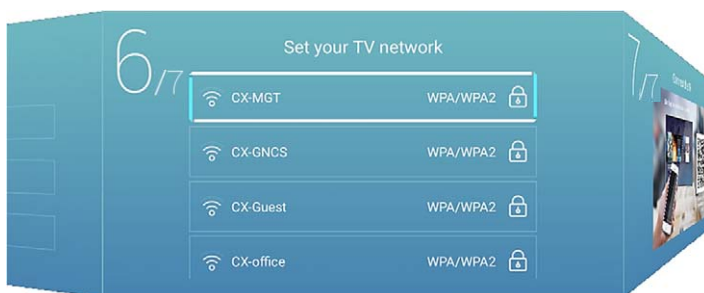 6/7
Set your TV network
CX-MGT WPA/WPA2
CX-GNCS WPA/WPA2
CX-Guest WPA/WPA2
CX-office WPA/WPA2
7/7